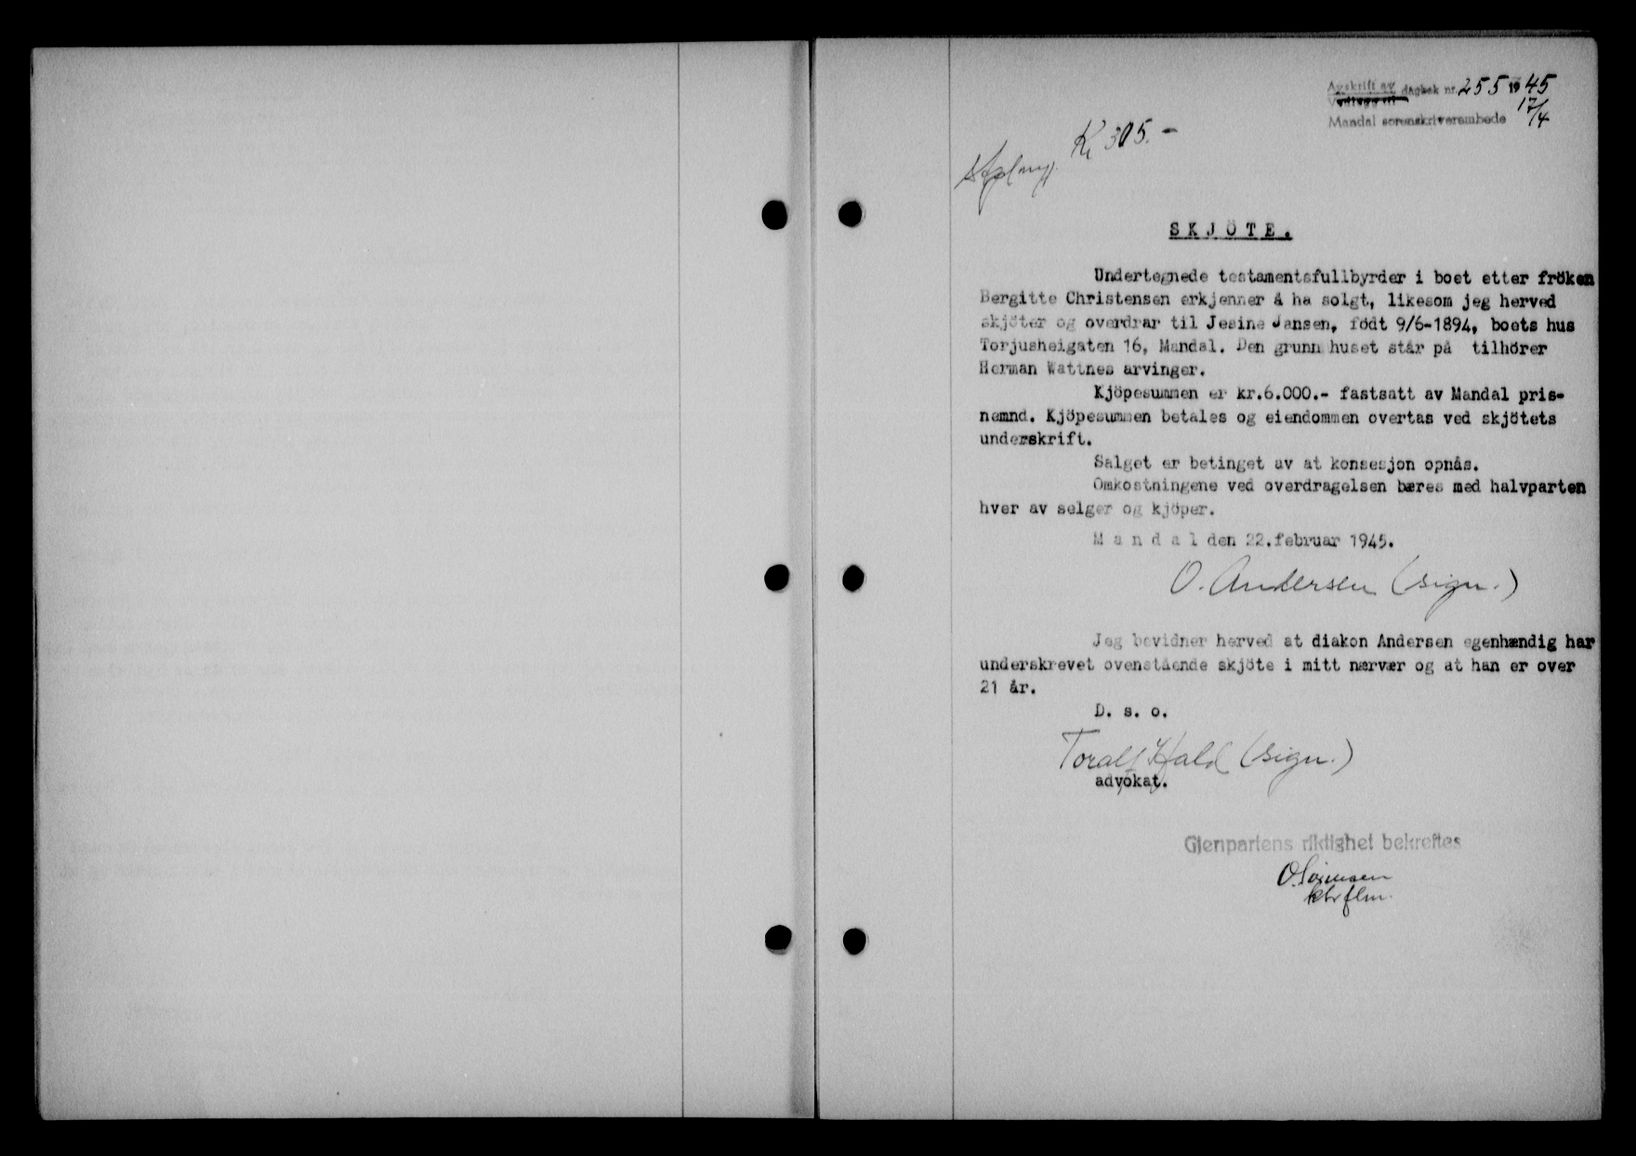 Avskrift av dagbok nr. 255 1945
17/4
Mandal sorenskriverembede
Kr 305.-
SKJÖTE.
Undertegnede testamentsfullbyrder i boet etter fröken
Bergitte Christensen erkjenner å ha solgt, likesom jeg herved
skjöter og overdrar til Jesine Jansen, födt 9/6-1894, boets hus
Torjusheigaten 16, Mandal. Den grunn huset står på tilhörer
Herman Wattnes arvinger.
Kjöpesummen er kr.6.000.- fastsatt av Mandal pris-
nemnd. Kjöpesummen betales og eiendommen overtas ved skjötets
underskrift.
Salget er betinget av at konsesjon opnås.
Omkostningene ved overdragelsen bæres med halvparten
hver av selger og kjöper.
M a n d a l den 22.februar 1945.
O. Andersen (sign.)
Jeg bevidner herved at diakon Andersen egenhændig har
underskrevet ovenstående skjöte i mitt nærvær og at han er over
21 år.
D. s. o.
Toralf Hald (sign.)
advokat.
Gjenpartens riktighet bekreftes